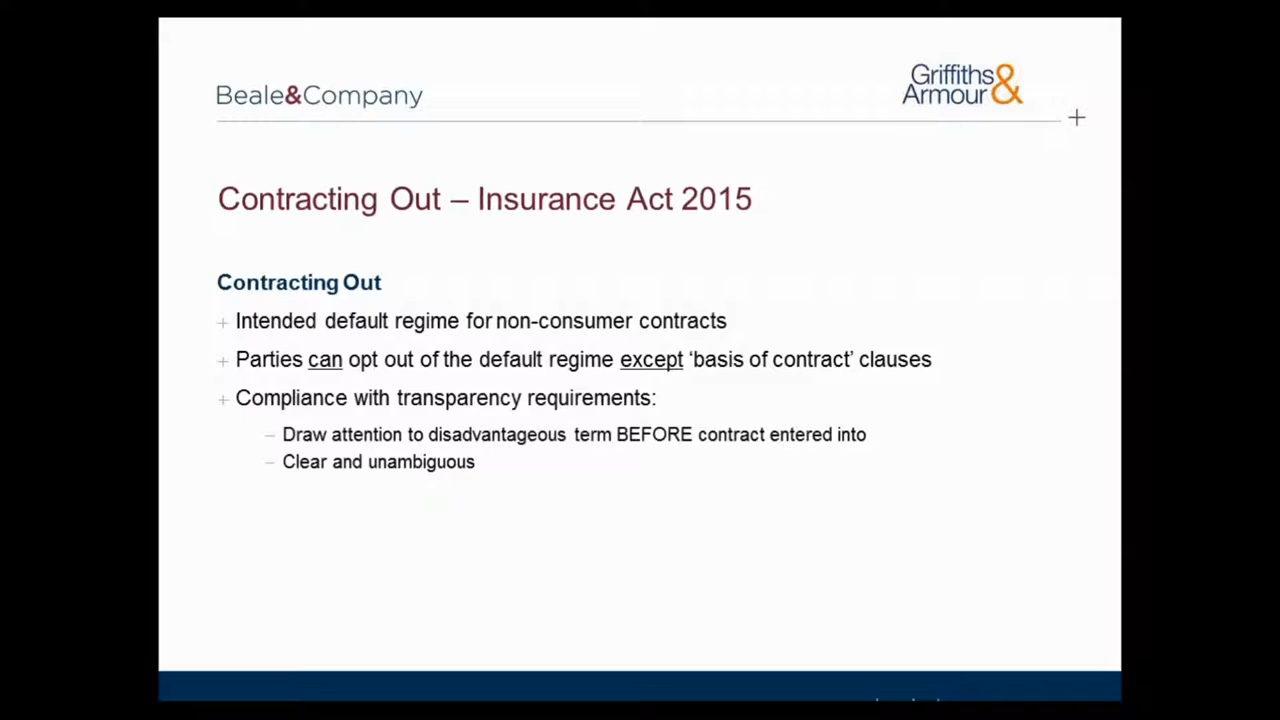 Beale&Company
Griffiths&
Armour
Contracting Out – Insurance Act 2015
Contracting Out
Intended default regime for non-consumer contracts
Parties can opt out of the default regime except ‘basis of contract’ clauses
Compliance with transparency requirements:
– Draw attention to disadvantageous term BEFORE contract entered into
– Clear and unambiguous